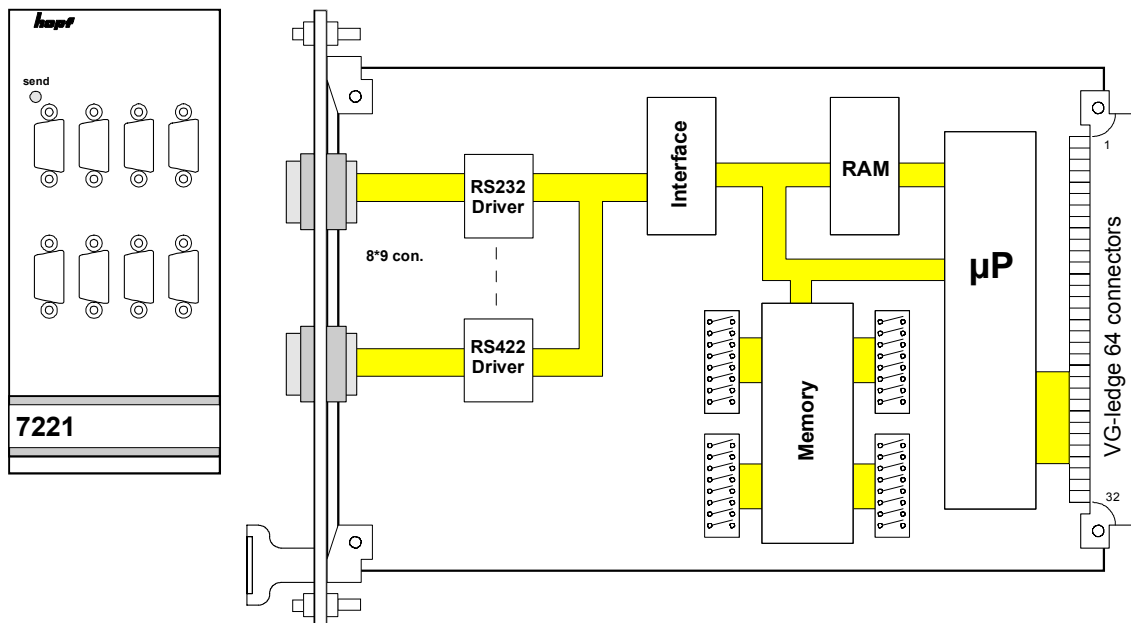 hopf
send
7221
8*9 con.
RS232
Driver
RS422
Driver
Interface
RAM
Memory
µP
1
VG-ledge 64 connectors
32